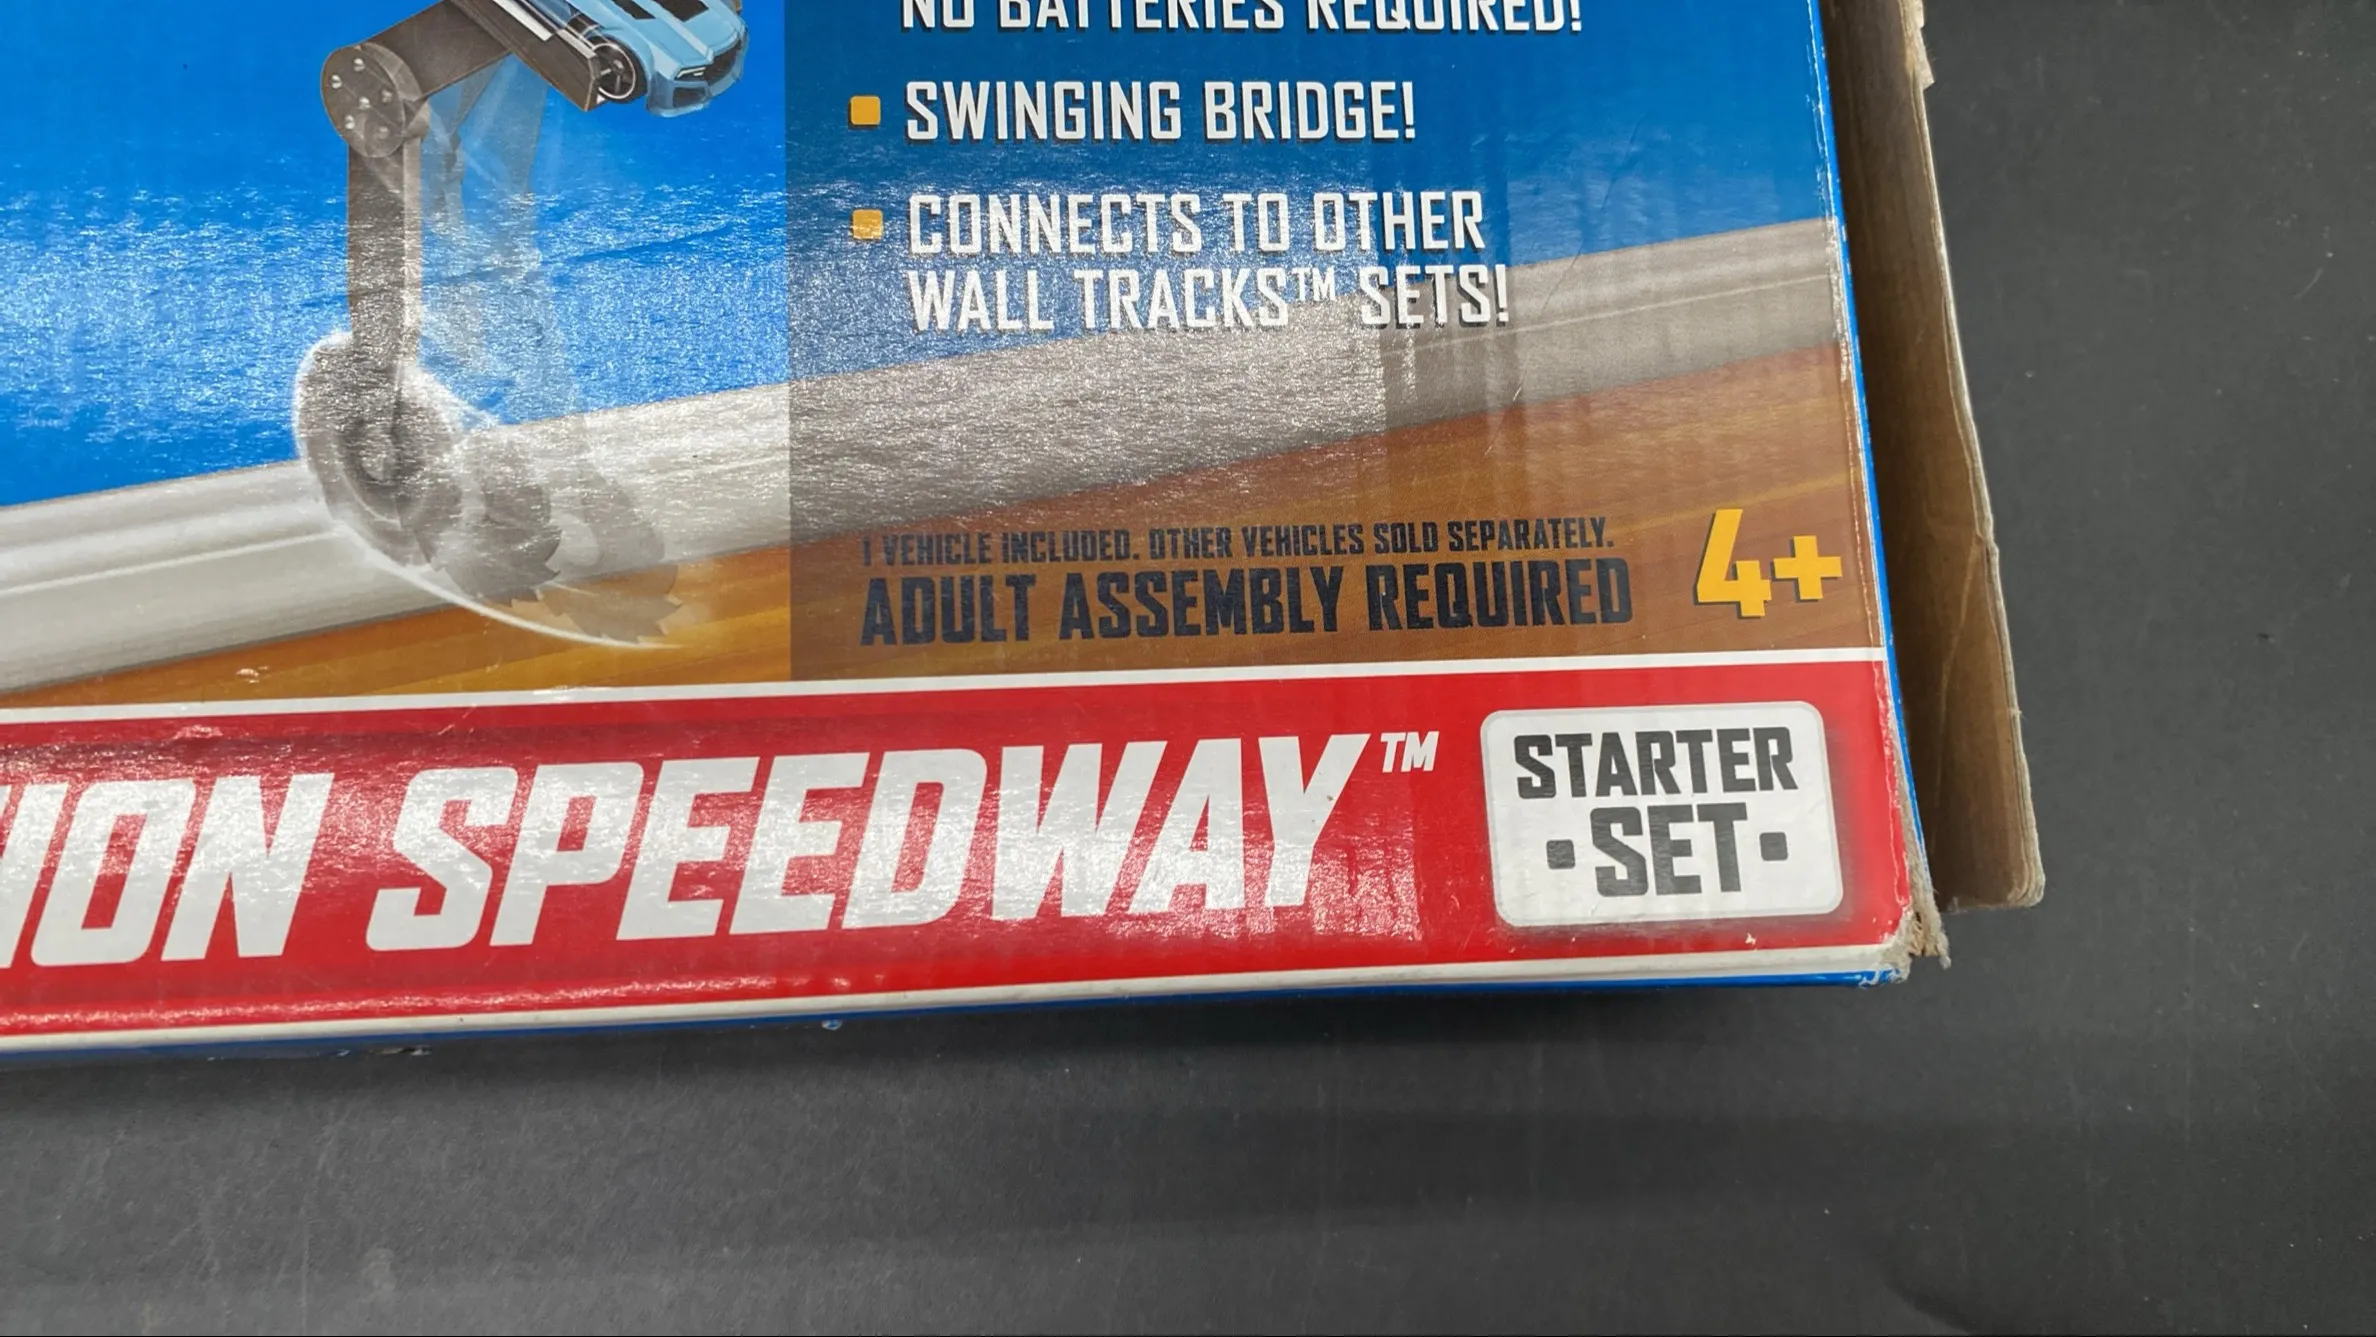 NO BATTERIES REQUIRED!
SWINGING BRIDGE!
CONNECTS TO OTHER
WALL TRACKS™ SETS!
1 VEHICLE INCLUDED. OTHER VEHICLES SOLD SEPARATELY.
ADULT ASSEMBLY REQUIRED
4+
ION SPEEDWAY™
STARTER
• SET •